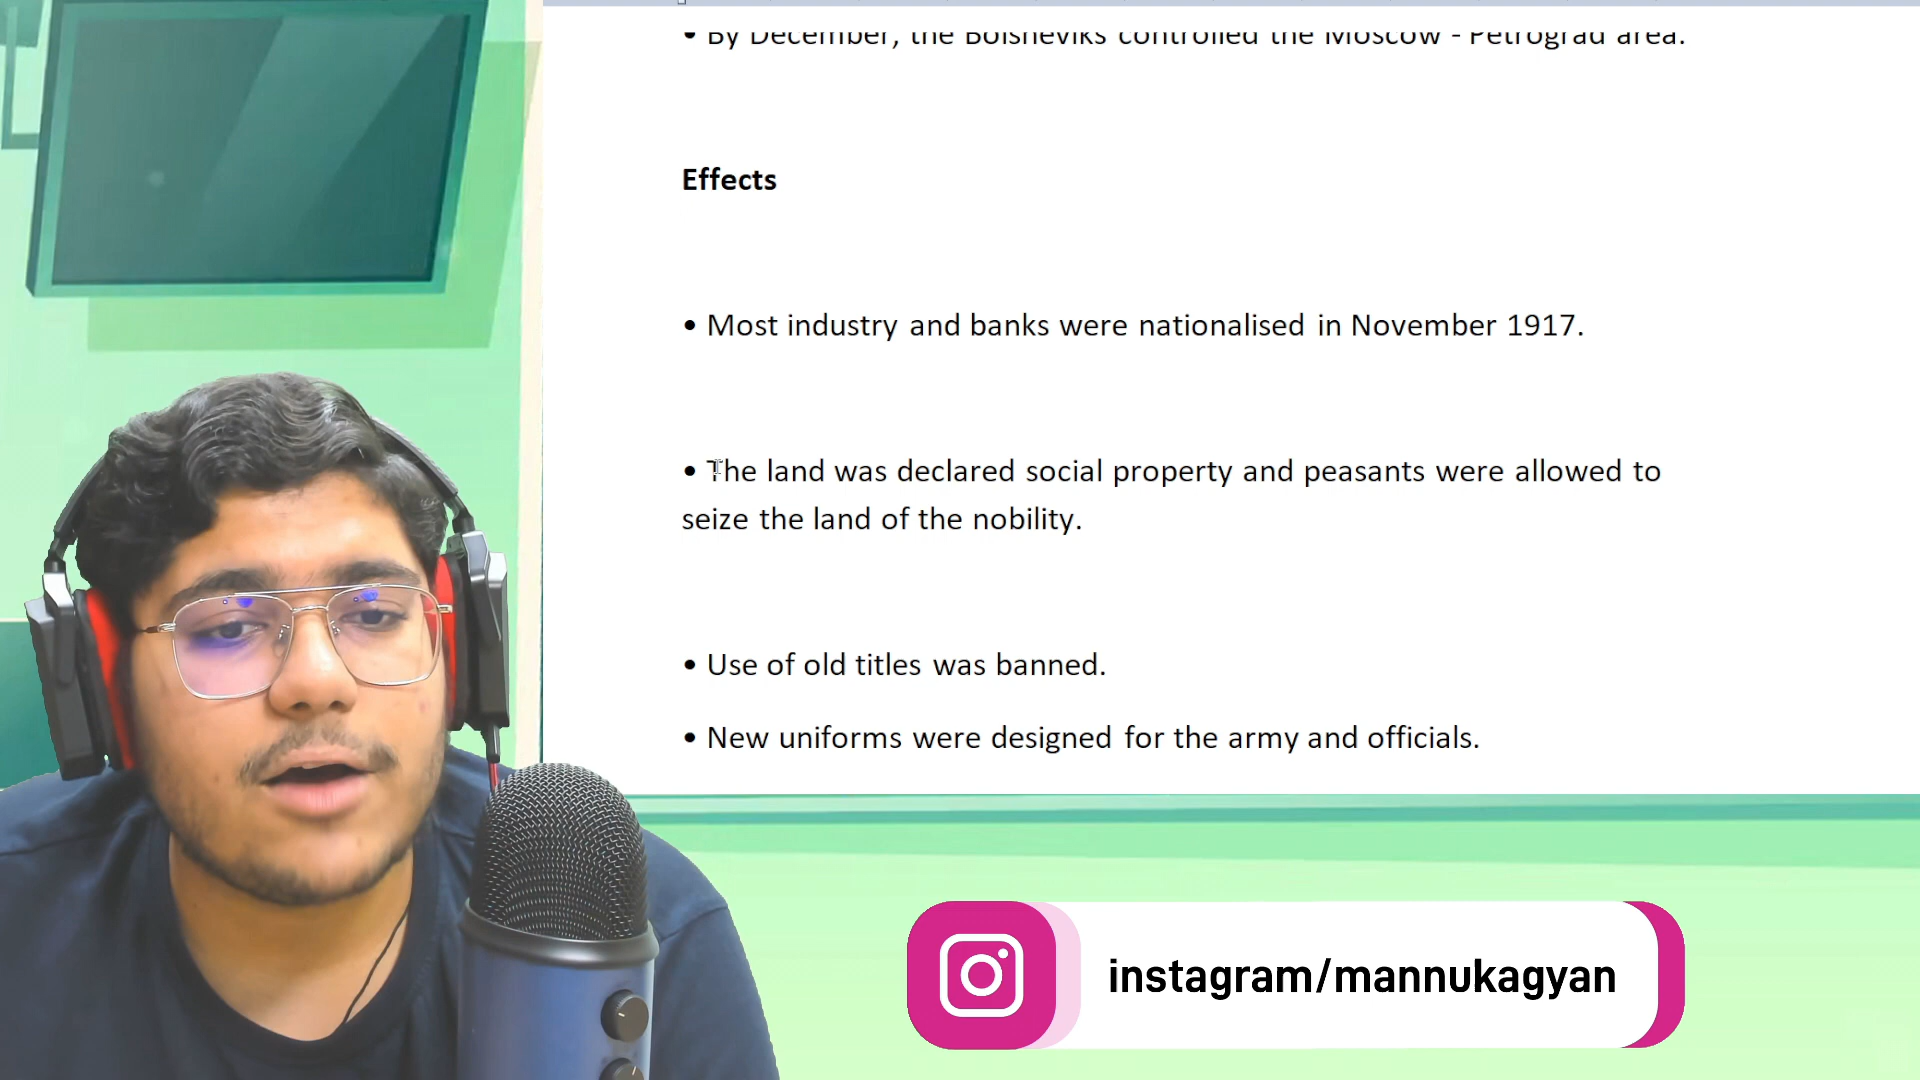 • By December, the Bolsheviks controlled the Moscow - Petrograd area.
Effects
• Most industry and banks were nationalised in November 1917.
• The land was declared social property and peasants were allowed to
seize the land of the nobility.
• Use of old titles was banned.
• New uniforms were designed for the army and officials.
instagram/mannukagyan